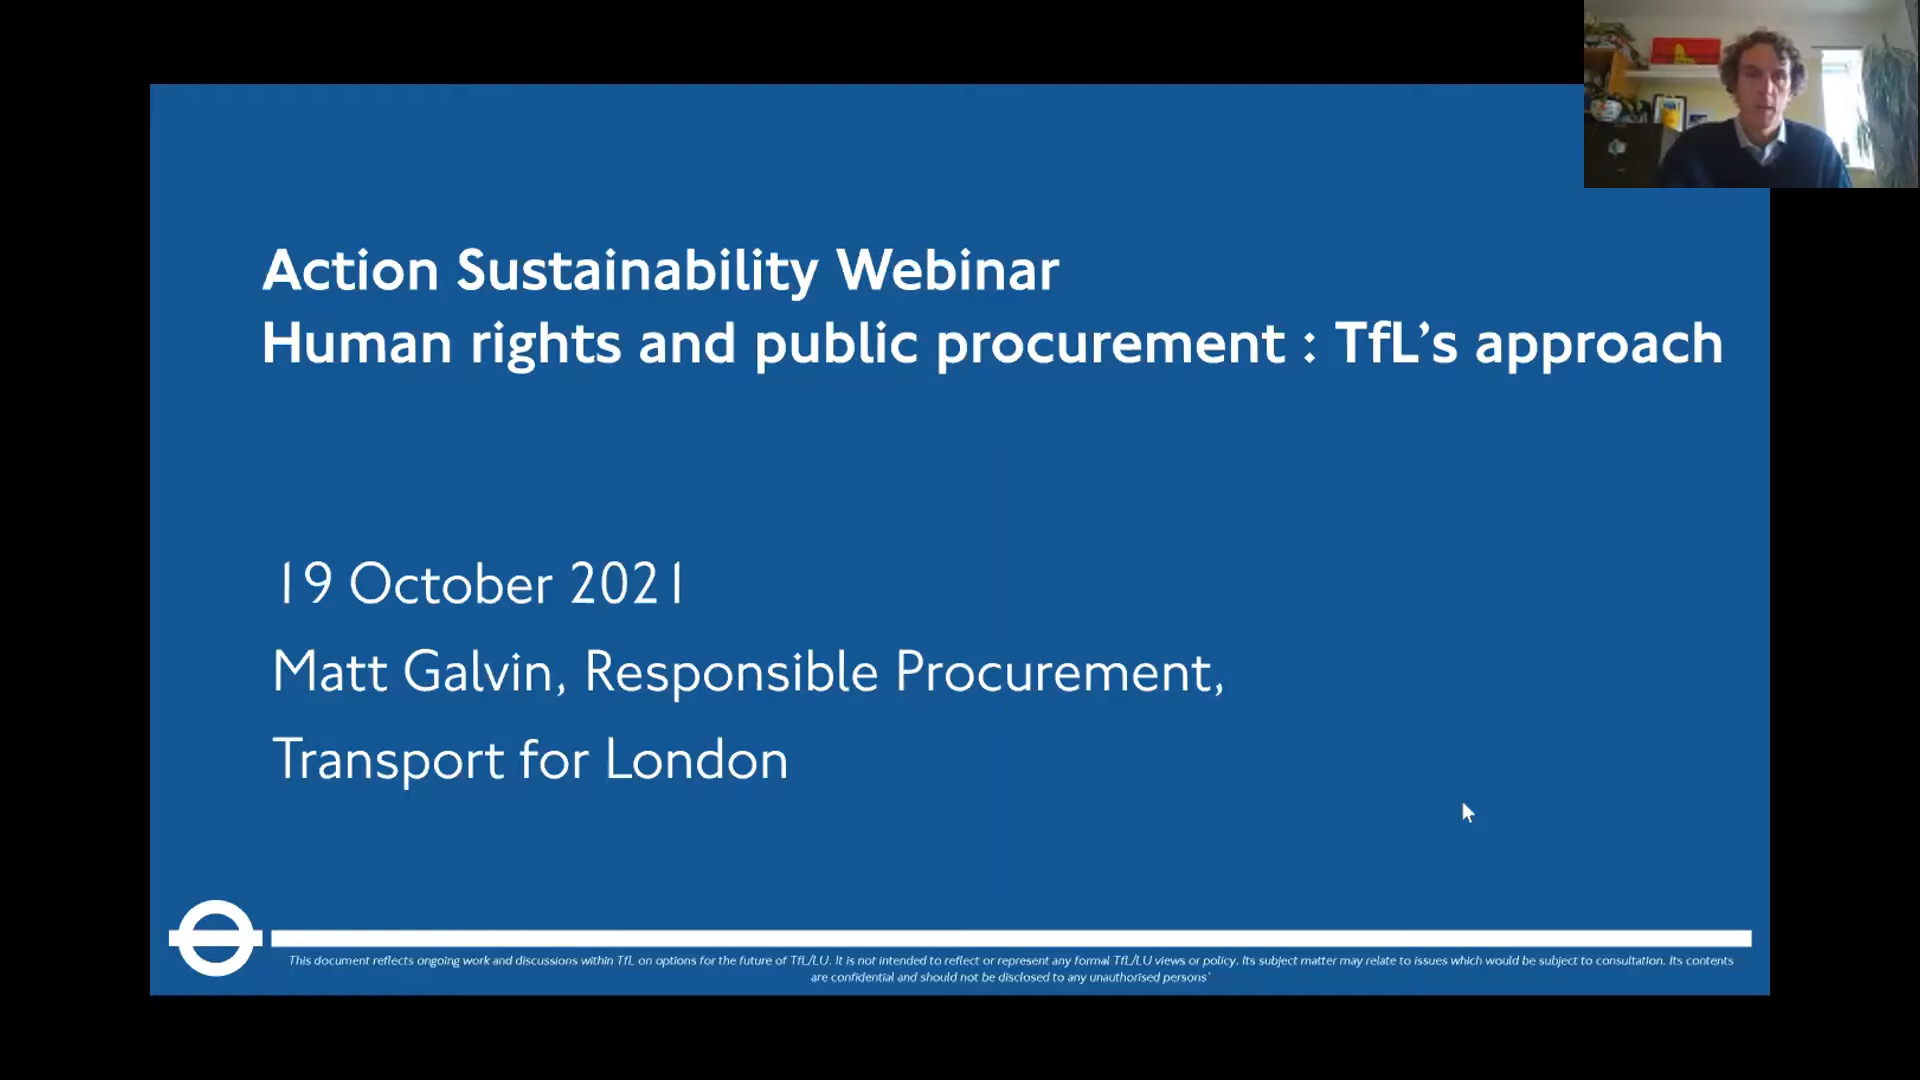 Action Sustainability Webinar
Human rights and public procurement : TfL’s approach
19 October 2021
Matt Galvin, Responsible Procurement,
Transport for London
This document reflects ongoing work and discussions within TfL on options for the future of TfL/LU. It is not intended to reflect or represent any formal TfL/LU views or policy. Its subject matter may relate to issues which would be subject to consultation. Its contents
are confidential and should not be disclosed to any unauthorised persons’